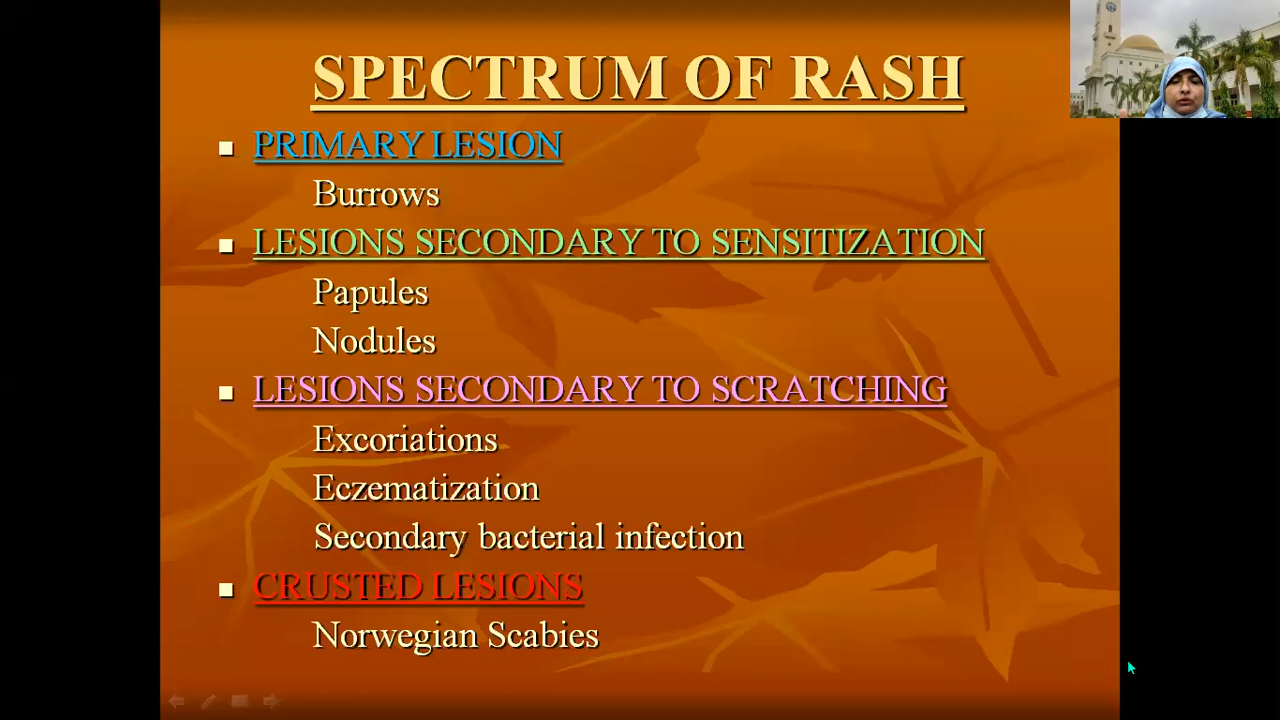 SPECTRUM OF RASH
PRIMARY LESION
Burrows
LESIONS SECONDARY TO SENSITIZATION
Papules
Nodules
LESIONS SECONDARY TO SCRATCHING
Excoriations
Eczematization
Secondary bacterial infection
CRUSTED LESIONS
Norwegian Scabies